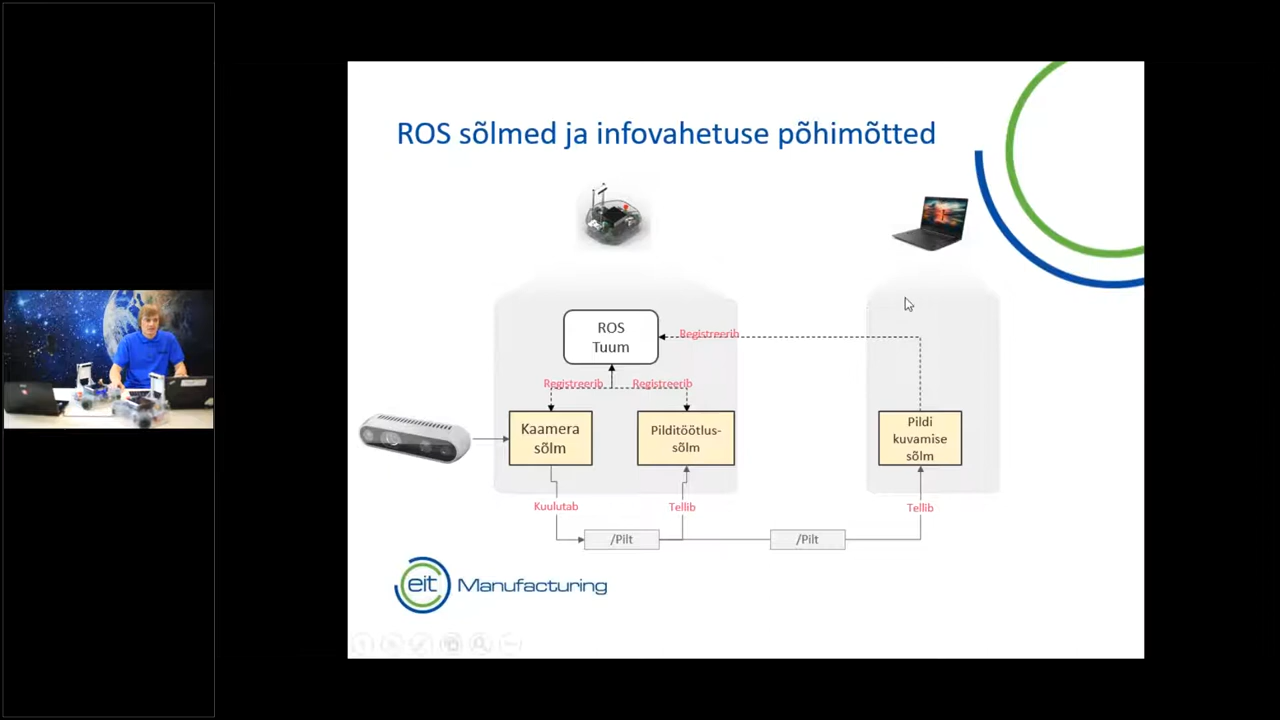 ROS sõlmed ja infovahetuse põhimõtted
ROS
Tuum
Registreerib
Registreerib
Registreerib
Kaamera
sõlm
Pilditöötlus-
sõlm
Pildi
kuvamise
sõlm
Kuulutab
Tellib
Tellib
/Pilt
/Pilt
eit Manufacturing